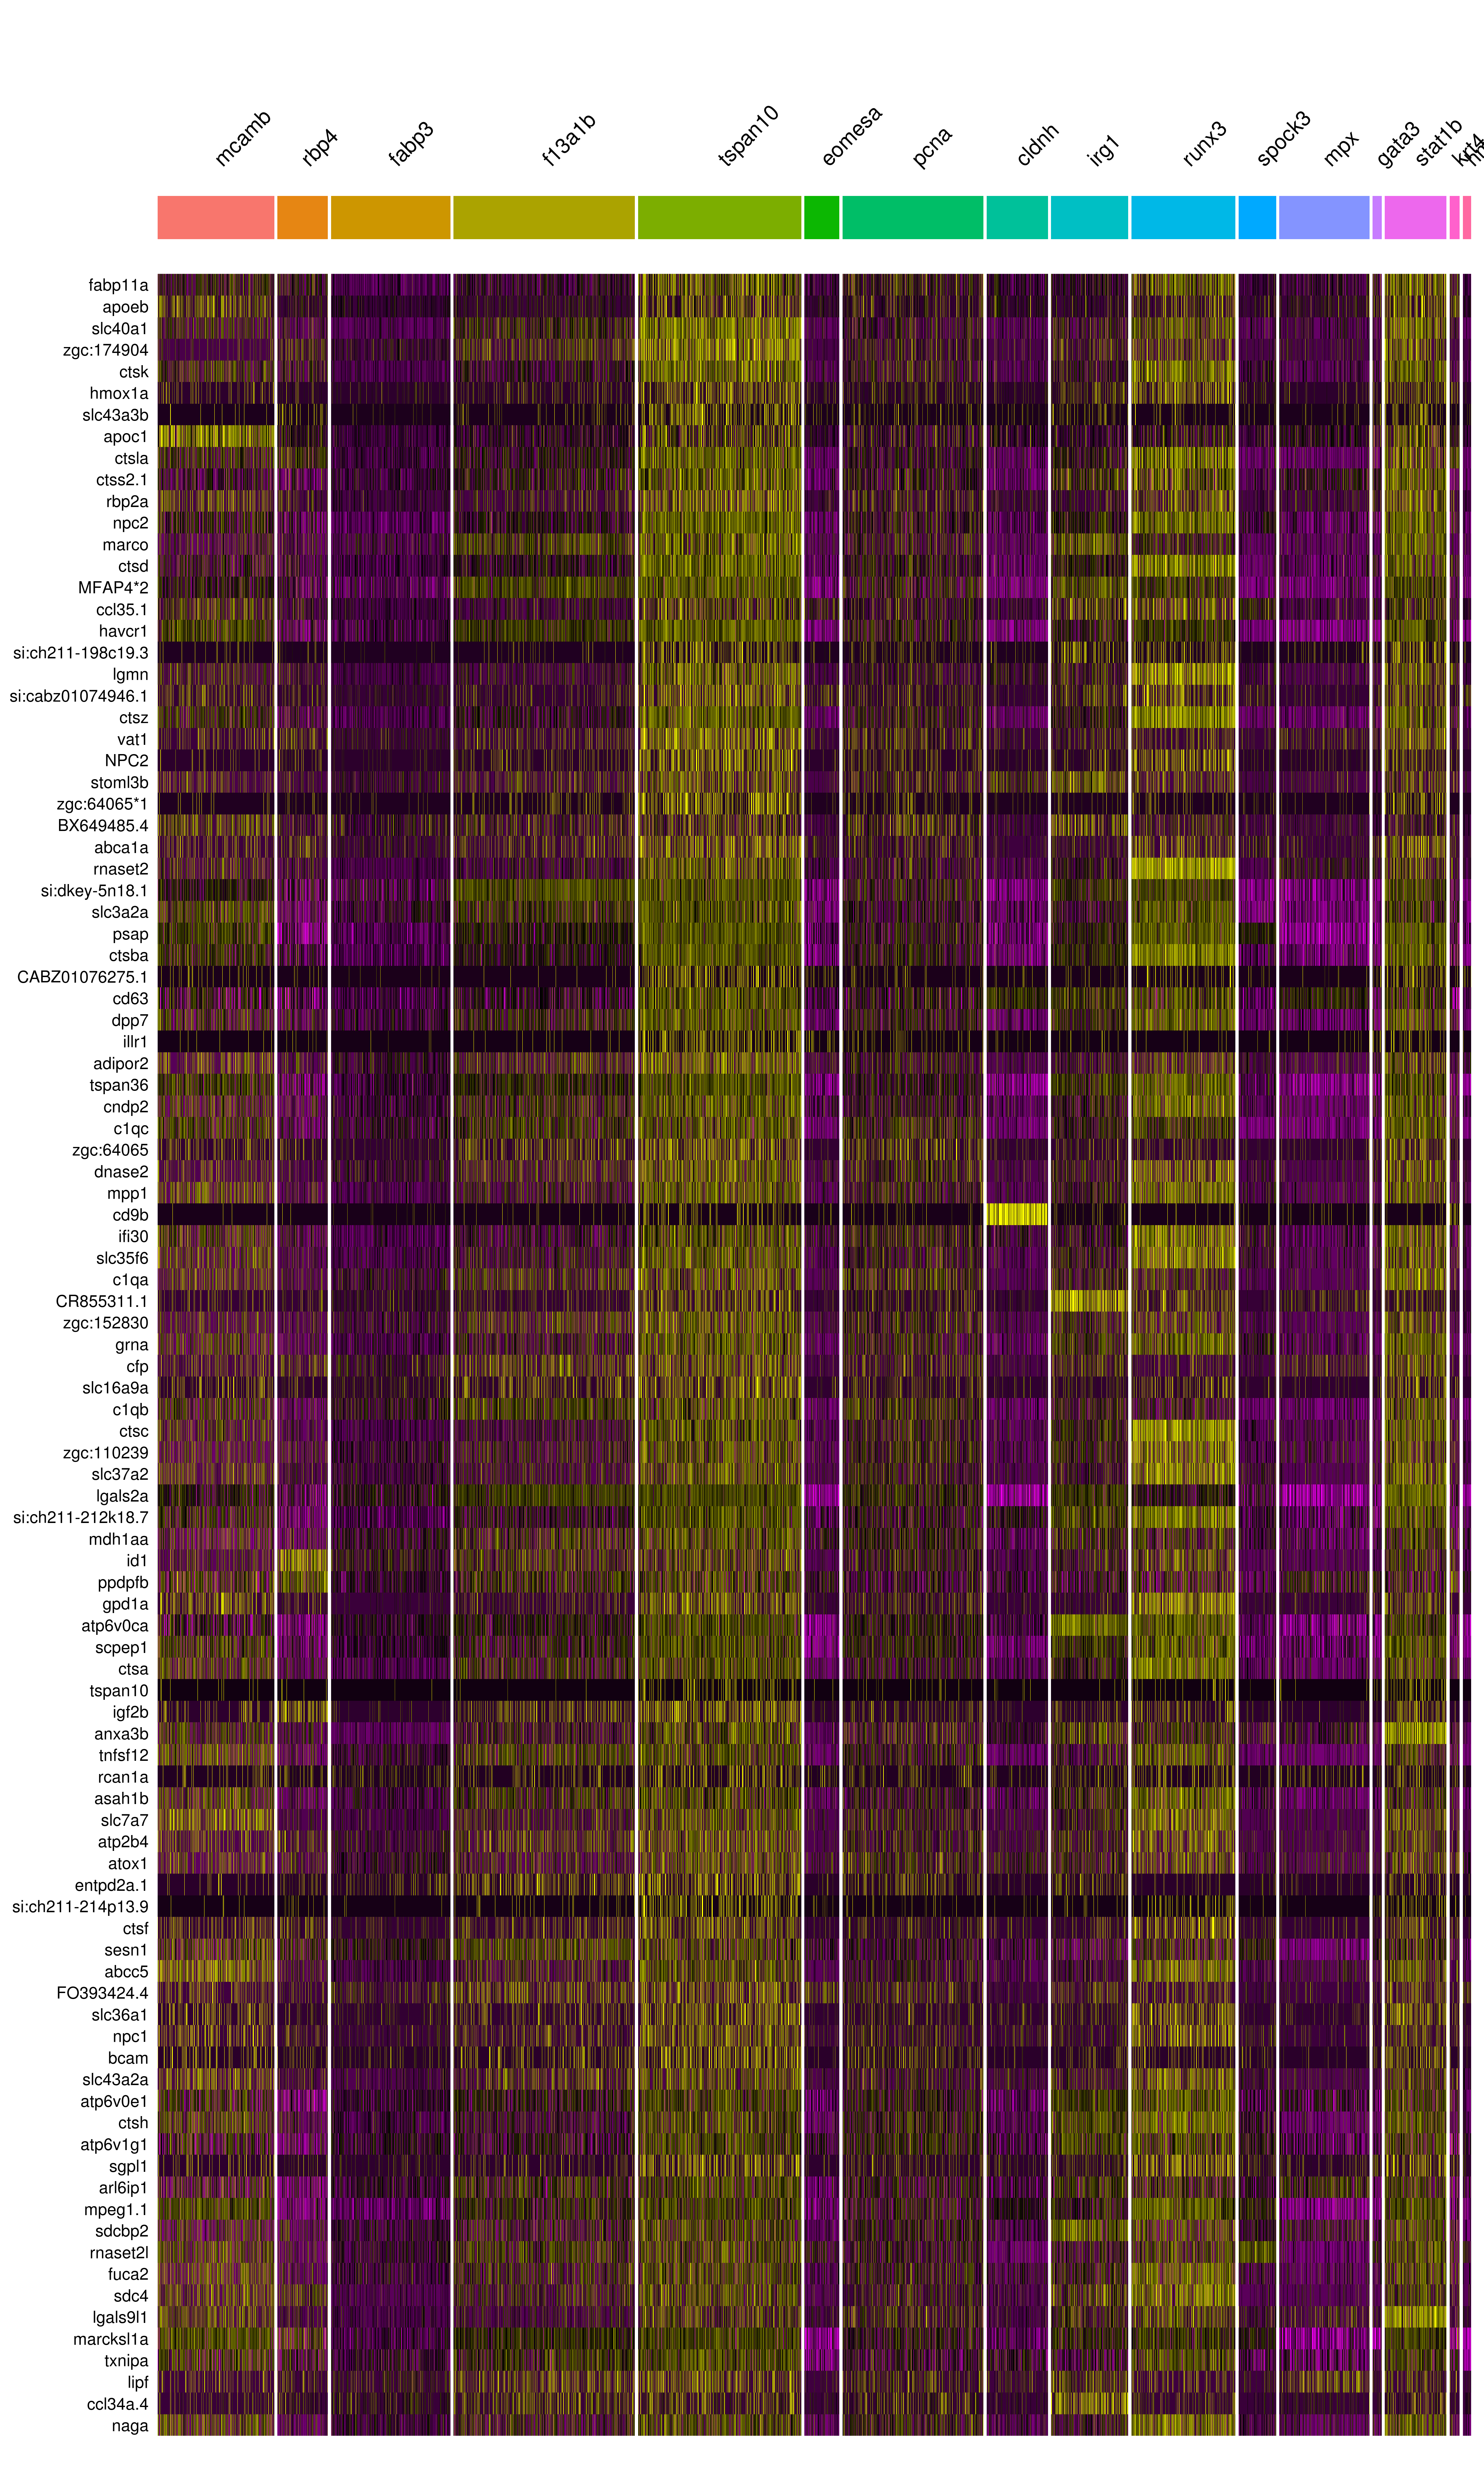 mcamb
rbp4
fabp3
f13a1b
tspan10
eomesa
pcna
cldnh
irg1
runx3
spock3
mpx
gata3
stat1b
krt4
fabp11a
apoeb
slc40a1
zgc:174904
ctsk
hmox1a
slc43a3b
apoc1
ctsla
ctss2.1
rbp2a
npc2
marco
ctsd
MFAP4*2
ccl35.1
havcr1
si:ch211-198c19.3
lgmn
si:cabz01074946.1
ctsz
vat1
NPC2
stoml3b
zgc:64065*1
BX649485.4
abca1a
rnaset2
si:dkey-5n18.1
slc3a2a
psap
ctsba
CABZ01076275.1
cd63
dpp7
illr1
adipor2
tspan36
cndp2
c1qc
zgc:64065
dnase2
mpp1
cd9b
ifi30
slc35f6
c1qa
CR855311.1
zgc:152830
grna
cfp
slc16a9a
c1qb
ctsc
zgc:110239
slc37a2
lgals2a
si:ch211-212k18.7
mdh1aa
id1
ppdpfb
gpd1a
atp6v0ca
scpep1
ctsa
tspan10
igf2b
anxa3b
tnfsf12
rcan1a
asah1b
slc7a7
atp2b4
atox1
entpd2a.1
si:ch211-214p13.9
ctsf
sesn1
abcc5
FO393424.4
slc36a1
npc1
bcam
slc43a2a
atp6v0e1
ctsh
atp6v1g1
sgpl1
arl6ip1
mpeg1.1
sdcbp2
rnaset2l
fuca2
sdc4
lgals9l1
marcksl1a
txnipa
lipf
ccl34a.4
naga